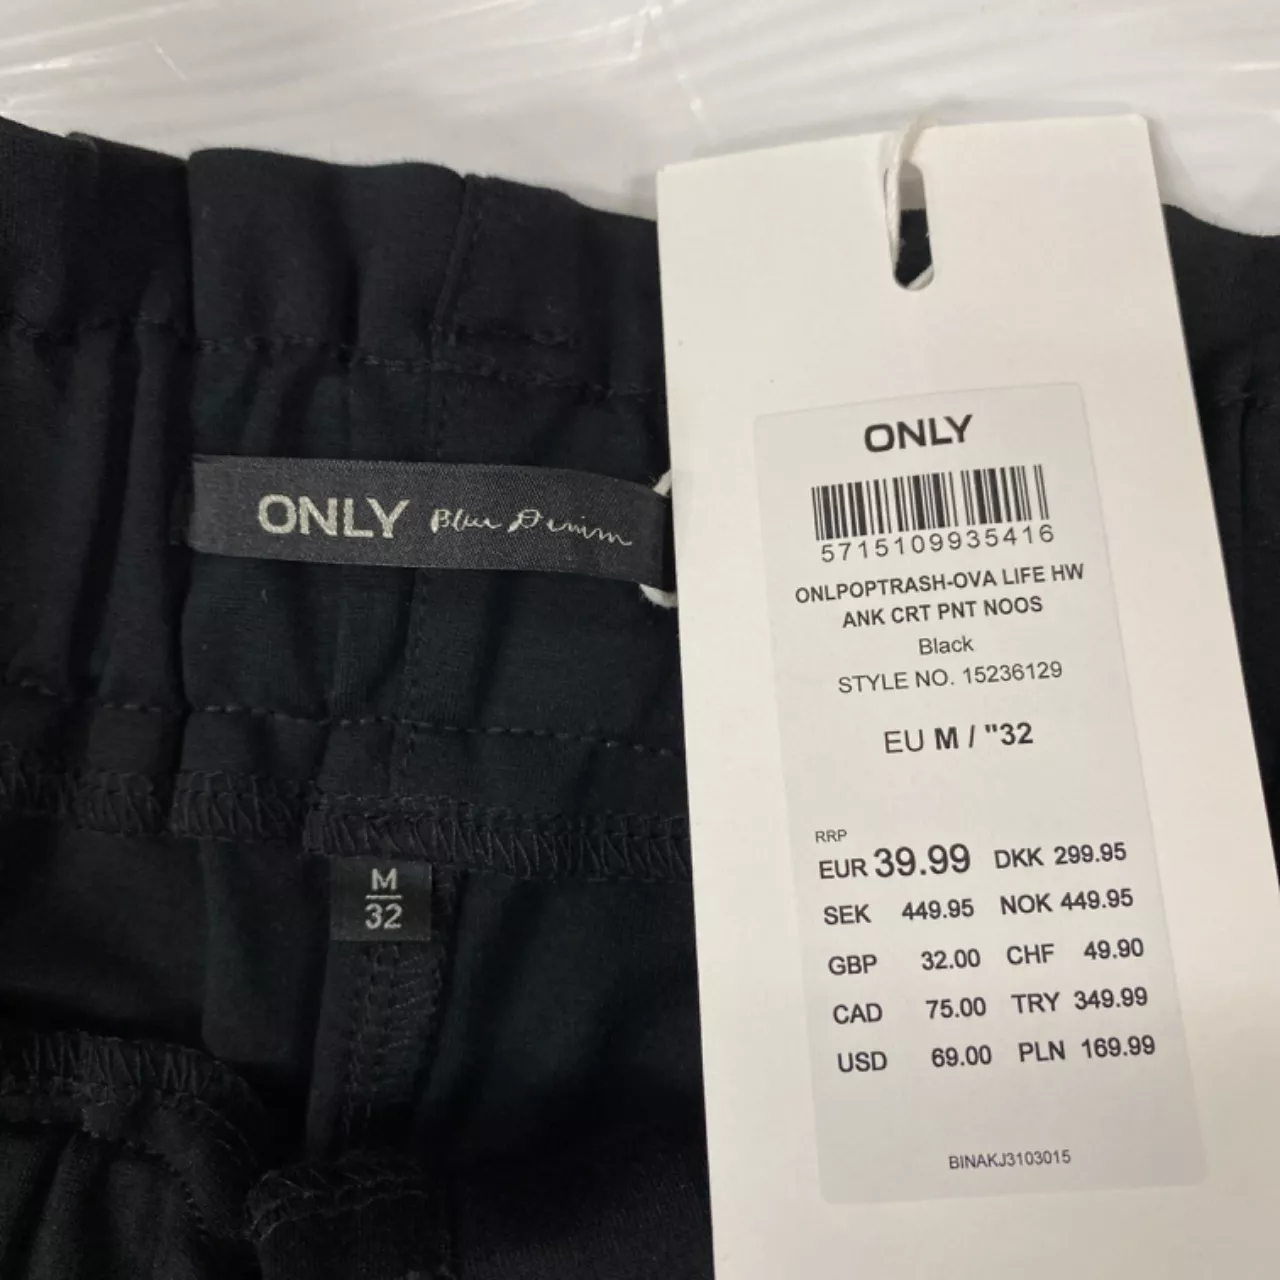 ONLY Blue Denim
M
32
ONLY
5715109935416
ONLPOPTRASH-OVA LIFE HW
ANK CRT PNT NOOS
Black
STYLE NO. 15236129
EU M / "32
RRP
EUR 39.99 DKK 299.95
SEK 449.95 NOK 449.95
GBP 32.00 CHF 49.90
CAD 75.00 TRY 349.99
USD 69.00 PLN 169.99
BINAKJ3103015